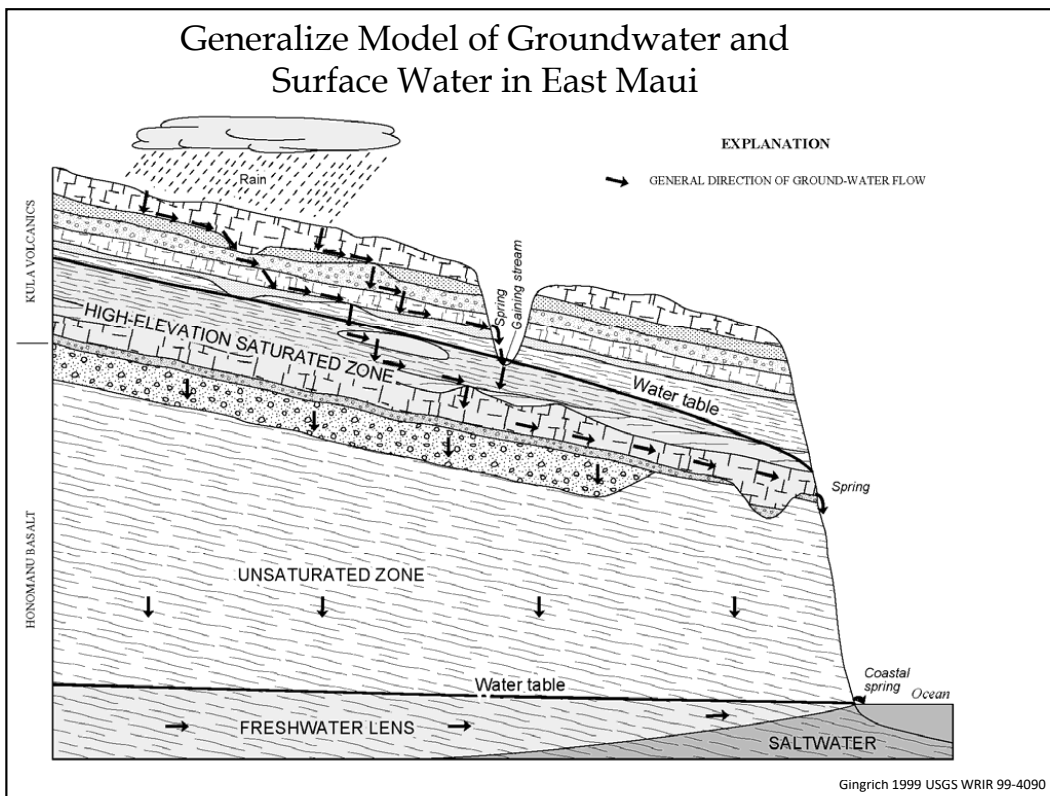 Generalize Model of Groundwater and
Surface Water in East Maui
EXPLANATION
GENERAL DIRECTION OF GROUND-WATER FLOW
Rain
KULA VOLCANICS
Spring
Gaining stream
HIGH-ELEVATION SATURATED ZONE
Water table
Spring
HONOMANU BASALT
UNSATURATED ZONE
Water table
Coastal
spring
Ocean
FRESHWATER LENS
SALTWATER
Gingrich 1999 USGS WRIR 99-4090